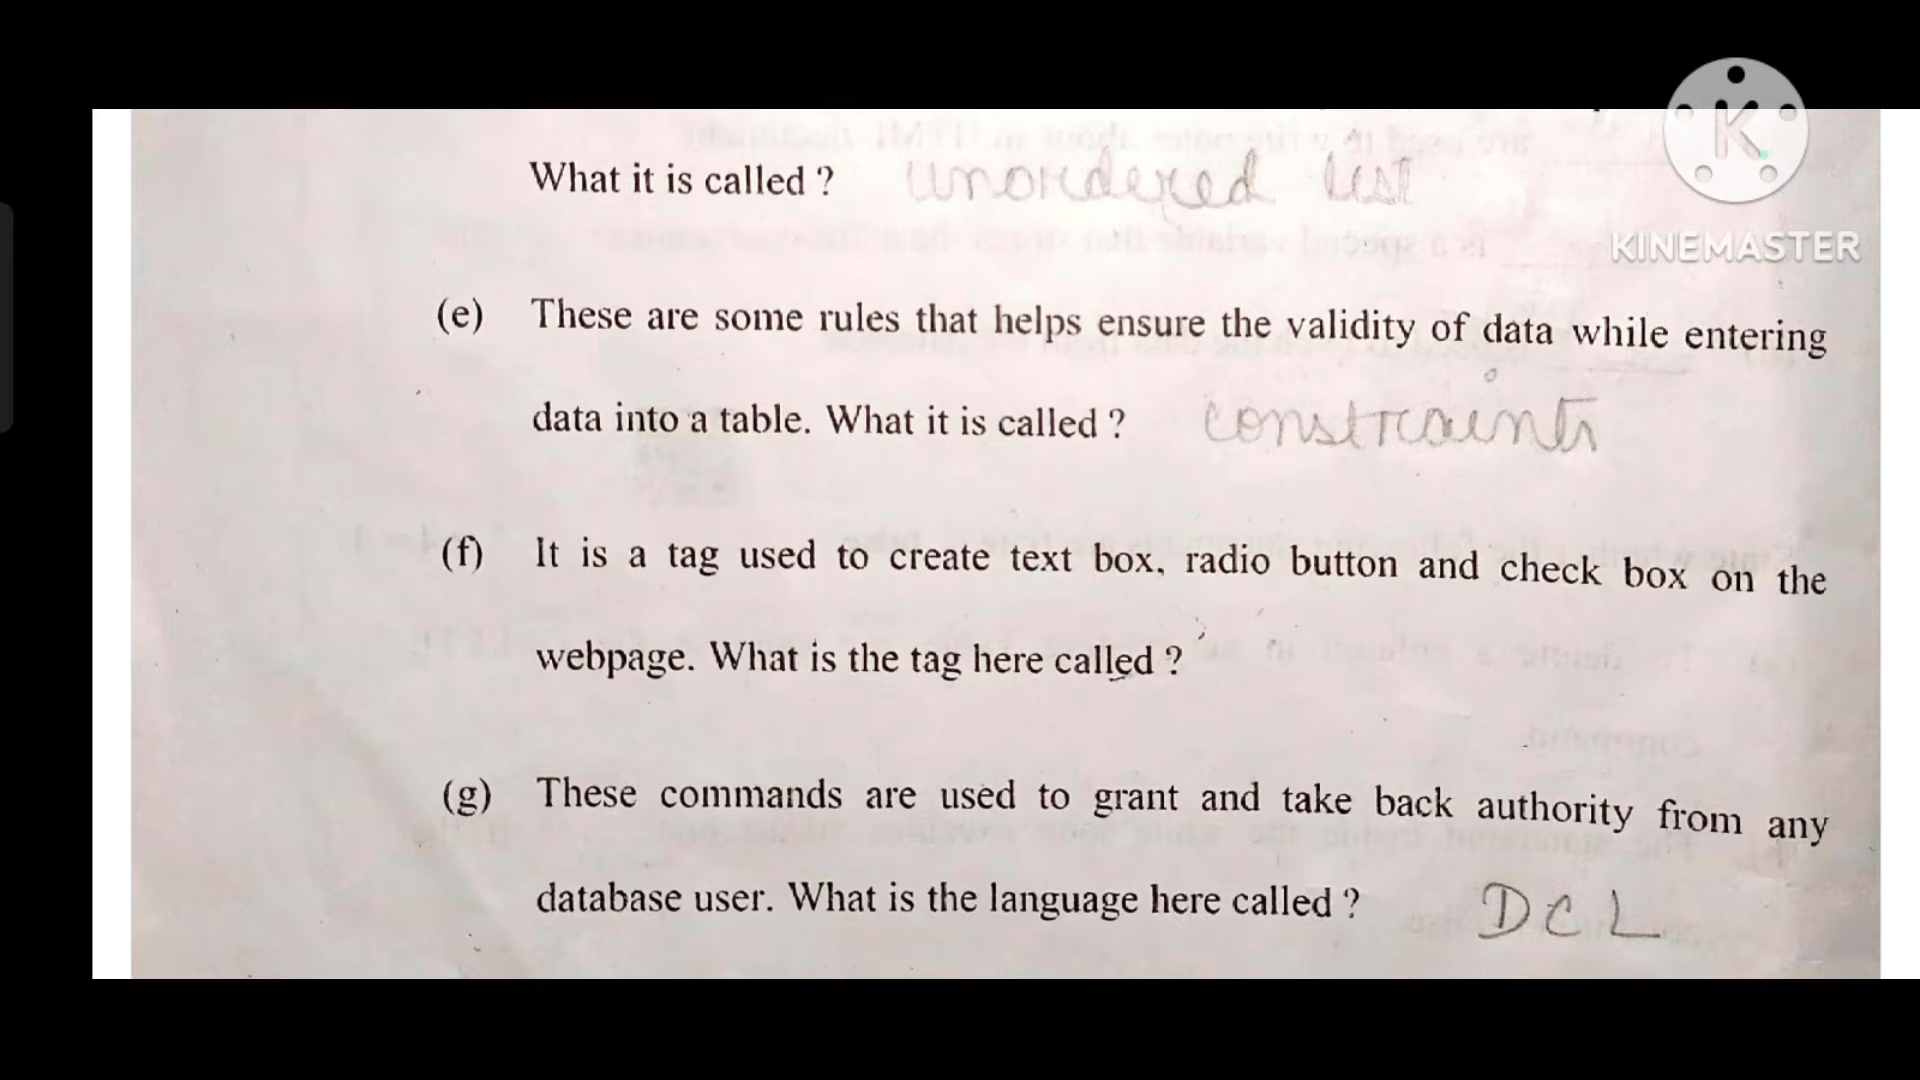 What it is called ? unordered list
KINEMASTER
(e) These are some rules that helps ensure the validity of data while entering
data into a table. What it is called ? constraints
(f) It is a tag used to create text box, radio button and check box on the
webpage. What is the tag here called ?
(g) These commands are used to grant and take back authority from any
database user. What is the language here called ? DCL